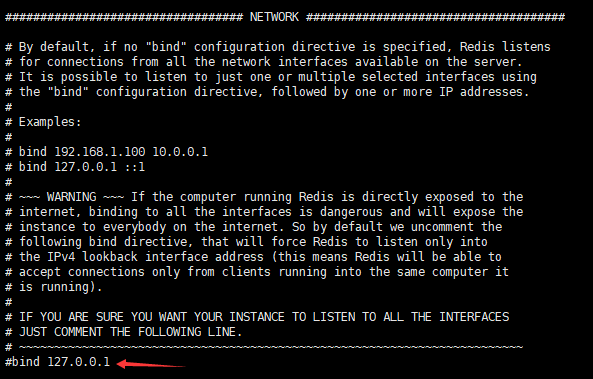 ################################## NETWORK #####################################

# By default, if no "bind" configuration directive is specified, Redis listens
# for connections from all the network interfaces available on the server.
# It is possible to listen to just one or multiple selected interfaces using
# the "bind" configuration directive, followed by one or more IP addresses.
#
# Examples:
#
# bind 192.168.1.100 10.0.0.1
# bind 127.0.0.1 ::1
#
# ~~~ WARNING ~~~ If the computer running Redis is directly exposed to the
# internet, binding to all the interfaces is dangerous and will expose the
# instance to everybody on the internet. So by default we uncomment the
# following bind directive, that will force Redis to listen only into
# the IPv4 lookback interface address (this means Redis will be able to
# accept connections only from clients running into the same computer it
# is running).
#
# IF YOU ARE SURE YOU WANT YOUR INSTANCE TO LISTEN TO ALL THE INTERFACES
# JUST COMMENT THE FOLLOWING LINE.
# ~~~~~~~~~~~~~~~~~~~~~~~~~~~~~~~~~~~~~~~~~~~~~~~~~~~~~~~~~~~~~~~~~~~~~~~~
#bind 127.0.0.1